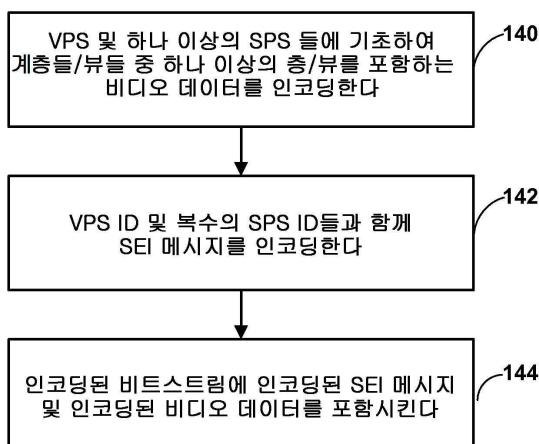 VPS 및 하나 이상의 SPS 들에 기초하여
계층들/뷰들 중 하나 이상의 층/뷰를 포함하는
비디오 데이터를 인코딩한다
140
VPS ID 및 복수의 SPS ID들과 함께
SEI 메시지를 인코딩한다
142
인코딩된 비트스트림에 인코딩된 SEI 메시지
및 인코딩된 비디오 데이터를 포함시킨다
144